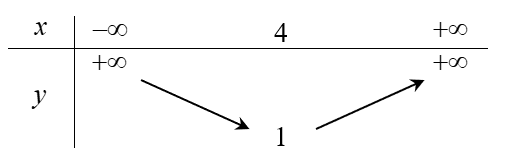 x −∞ 4 +∞
+∞ +∞
y
1